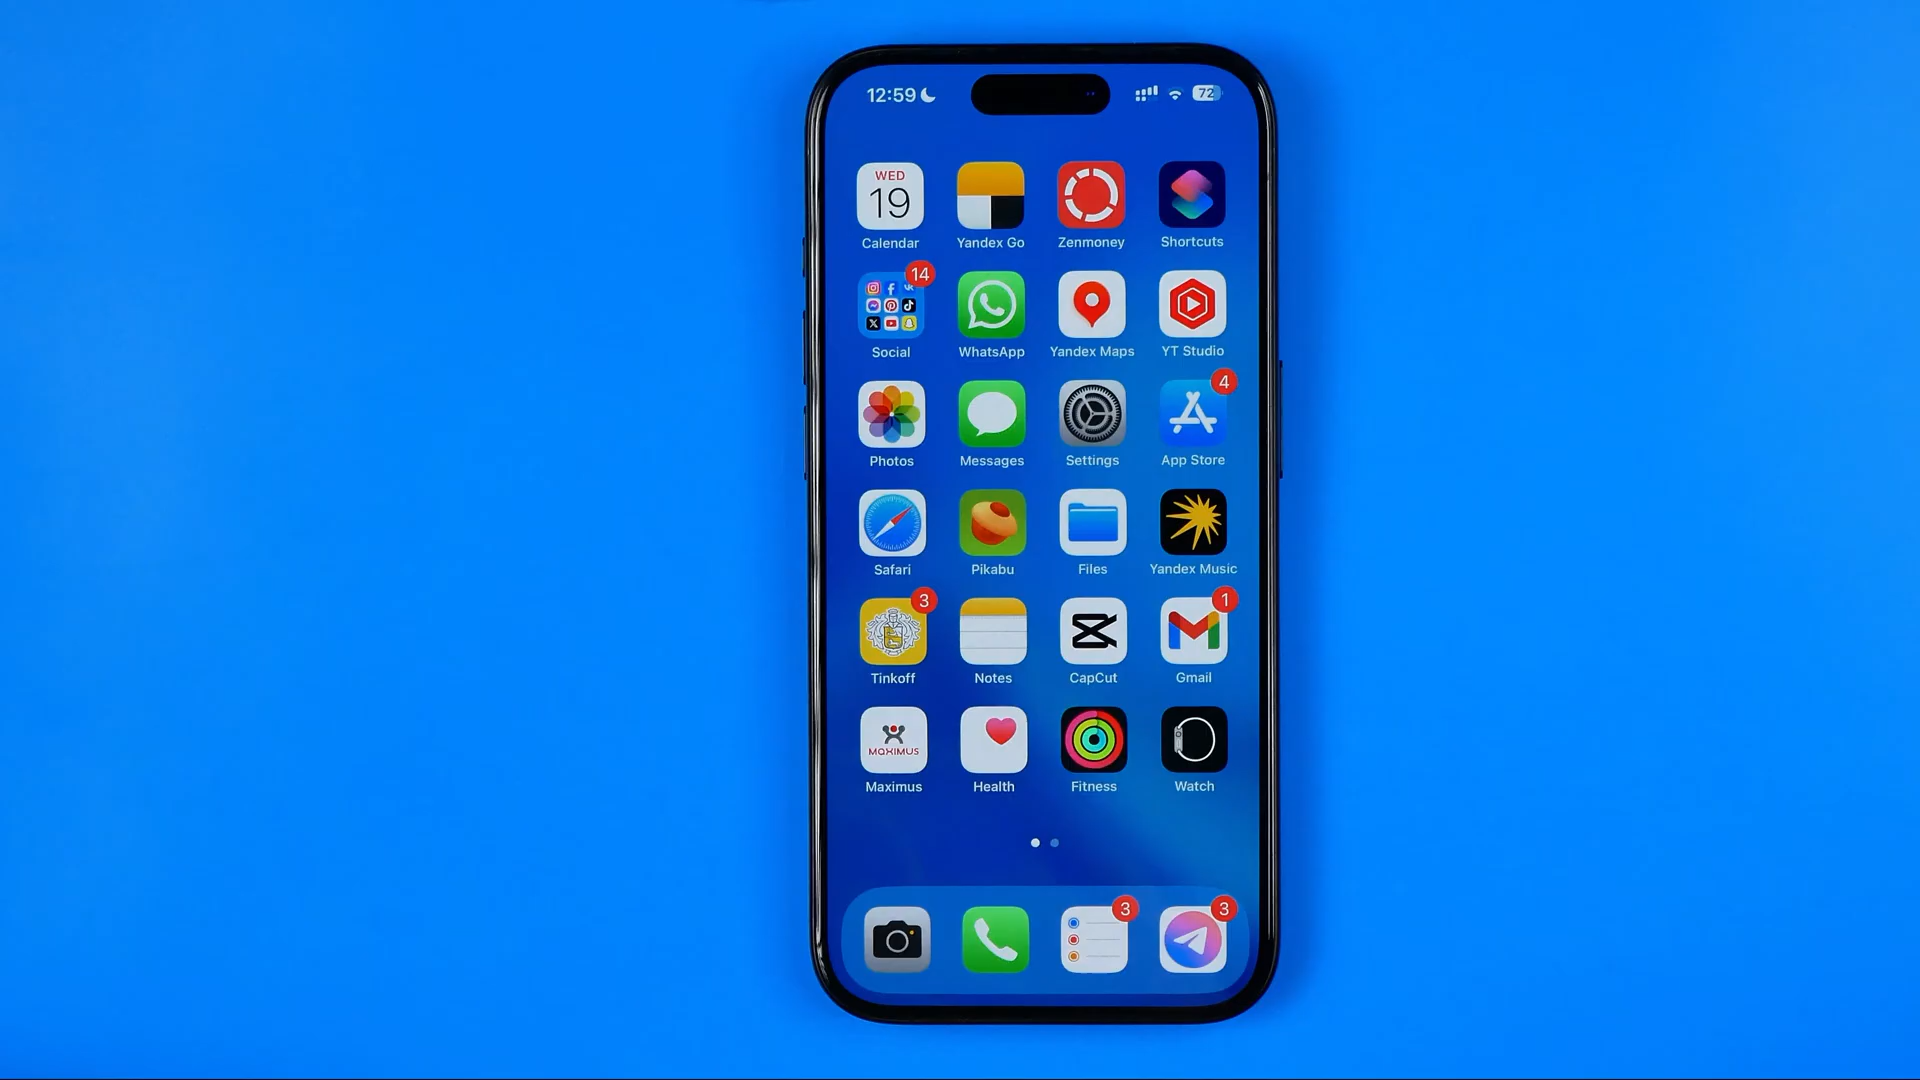 12:59 72
WED
19
Calendar Yandex Go Zenmoney Shortcuts
14
Social WhatsApp Yandex Maps YT Studio
4
Photos Messages Settings App Store
Safari Pikabu Files Yandex Music
3 1
Tinkoff Notes CapCut Gmail
MAXIMUS
Maximus Health Fitness Watch
3 3